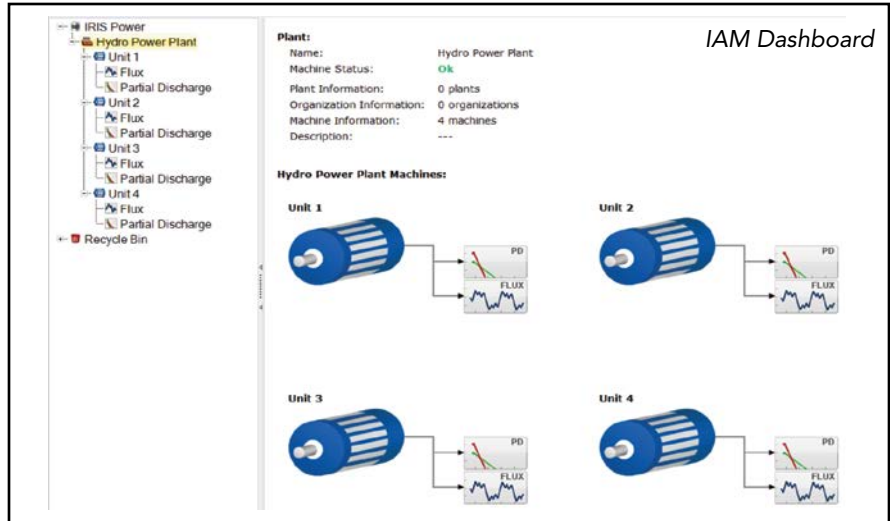 IRIS Power
Hydro Power Plant
Unit 1
Flux
Partial Discharge
Unit 2
Flux
Partial Discharge
Unit 3
Flux
Partial Discharge
Unit 4
Flux
Partial Discharge
Recycle Bin
IAM Dashboard
Plant:
Name: Hydro Power Plant
Machine Status: Ok
Plant Information: 0 plants
Organization Information: 0 organizations
Machine Information: 4 machines
Description: ---
Hydro Power Plant Machines:
Unit 1
PD
FLUX
Unit 2
PD
FLUX
Unit 3
PD
FLUX
Unit 4
PD
FLUX